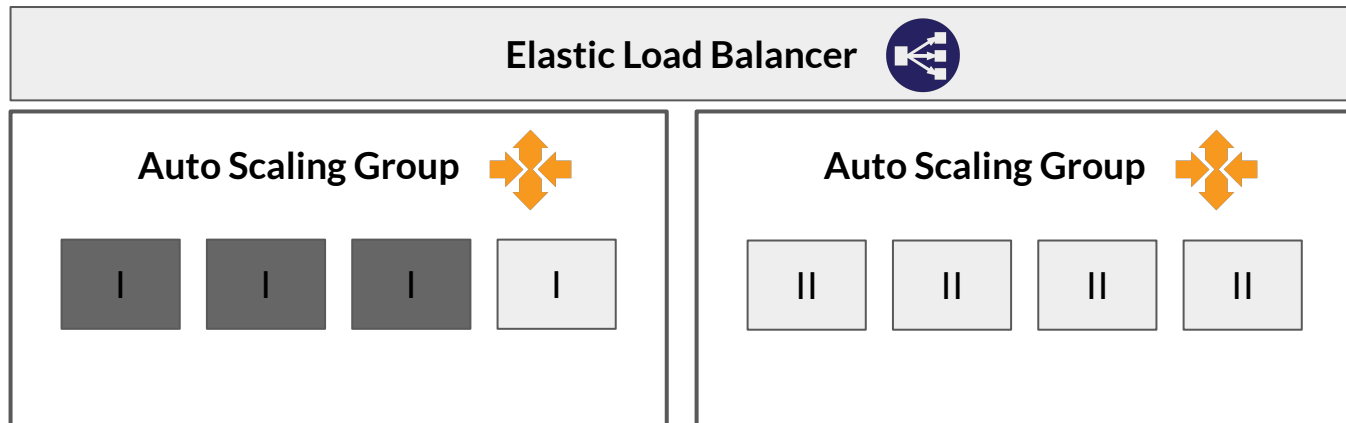 Elastic Load Balancer
Auto Scaling Group
I I I I
Auto Scaling Group
II II II II